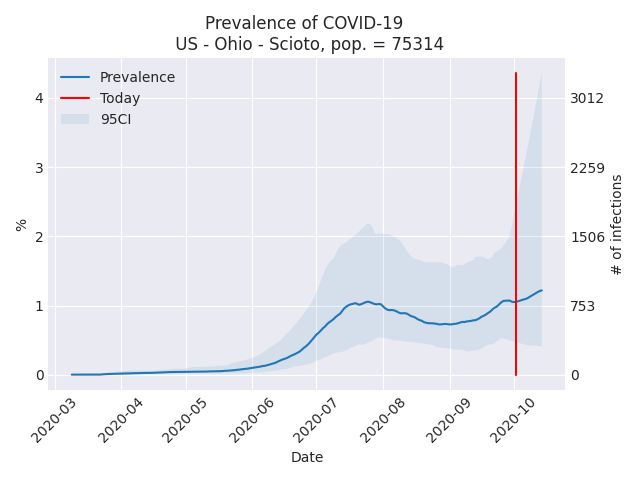 Prevalence of COVID-19
US - Ohio - Scioto, pop. = 75314
Prevalence
Today
95CI
4
3
2
1
0
%
3012
2259
1506
753
0
# of infections
2020-03
2020-04
2020-05
2020-06
2020-07
2020-08
2020-09
2020-10
Date